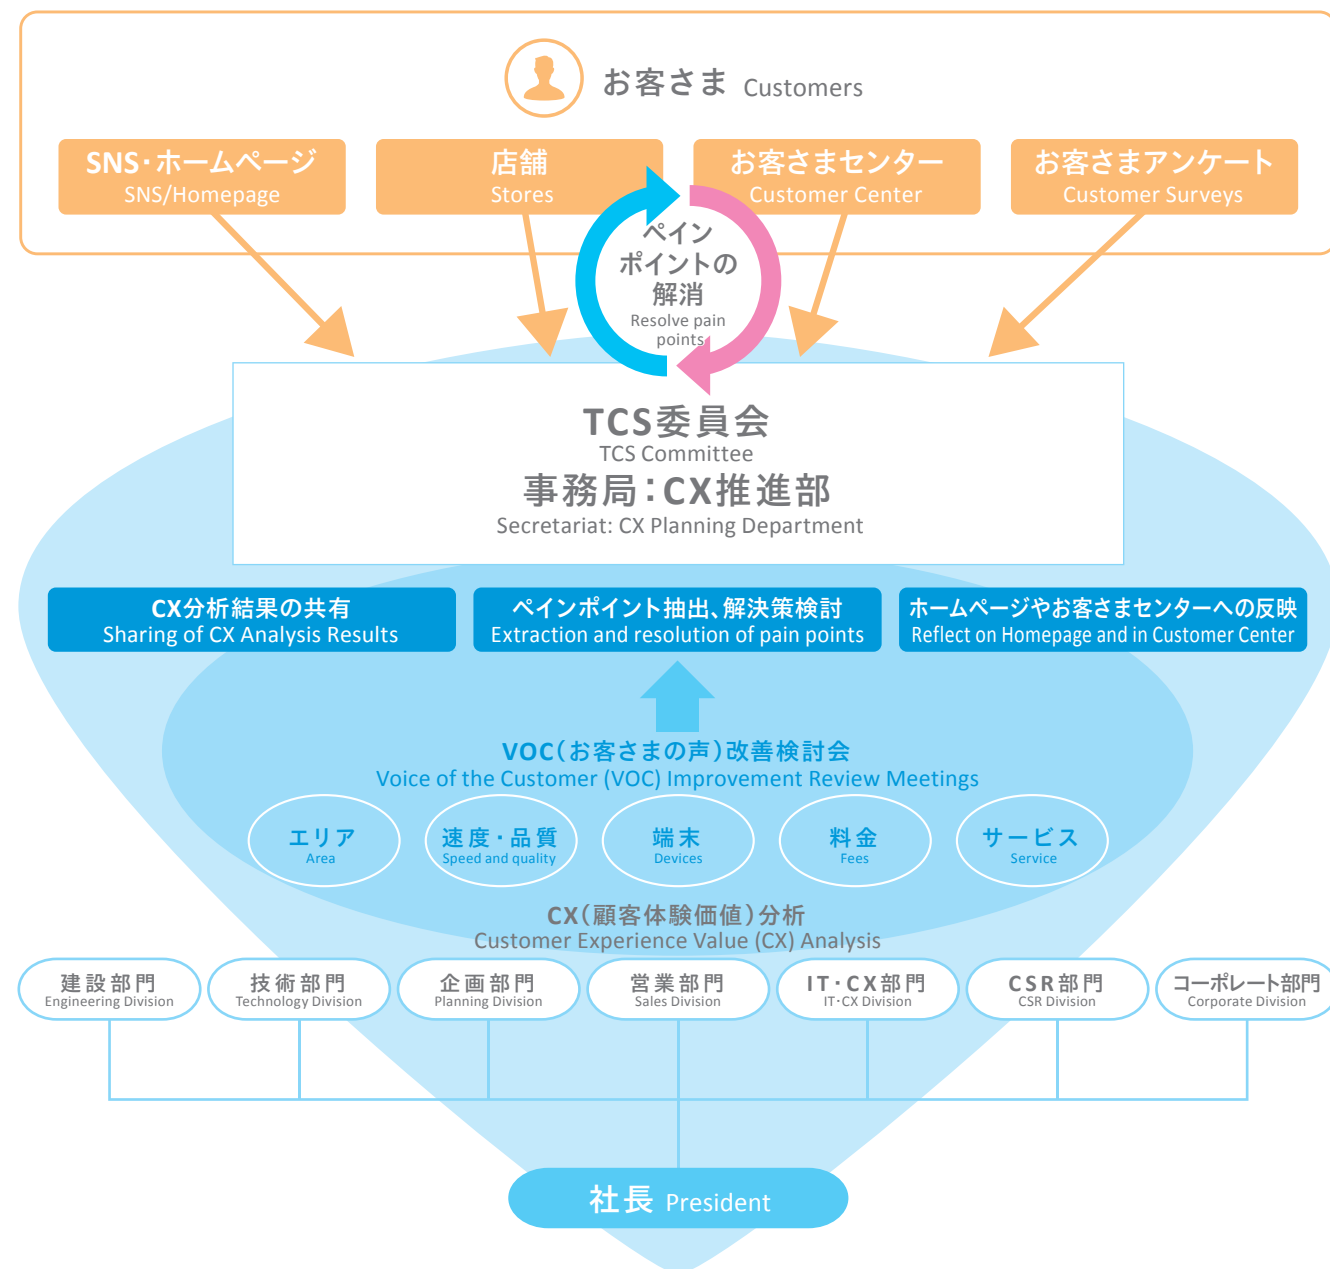 お客さま Customers
SNS・ホームページ
SNS/Homepage
店舗
Stores
お客さまセンター
Customer Center
お客さまアンケート
Customer Surveys
ペイン
ポイントの
解消
Resolve pain
points
TCS委員会
TCS Committee
事務局：CX推進部
Secretariat: CX Planning Department
CX分析結果の共有
Sharing of CX Analysis Results
ペインポイント抽出、解決策検討
Extraction and resolution of pain points
ホームページやお客さまセンターへの反映
Reflect on Homepage and in Customer Center
VOC（お客さまの声）改善検討会
Voice of the Customer (VOC) Improvement Review Meetings
エリア
Area
速度・品質
Speed and quality
端末
Devices
料金
Fees
サービス
Service
CX（顧客体験価値）分析
Customer Experience Value (CX) Analysis
建設部門
Engineering Division
技術部門
Technology Division
企画部門
Planning Division
営業部門
Sales Division
IT・CX部門
IT・CX Division
CSR部門
CSR Division
コーポレート部門
Corporate Division
社長 President